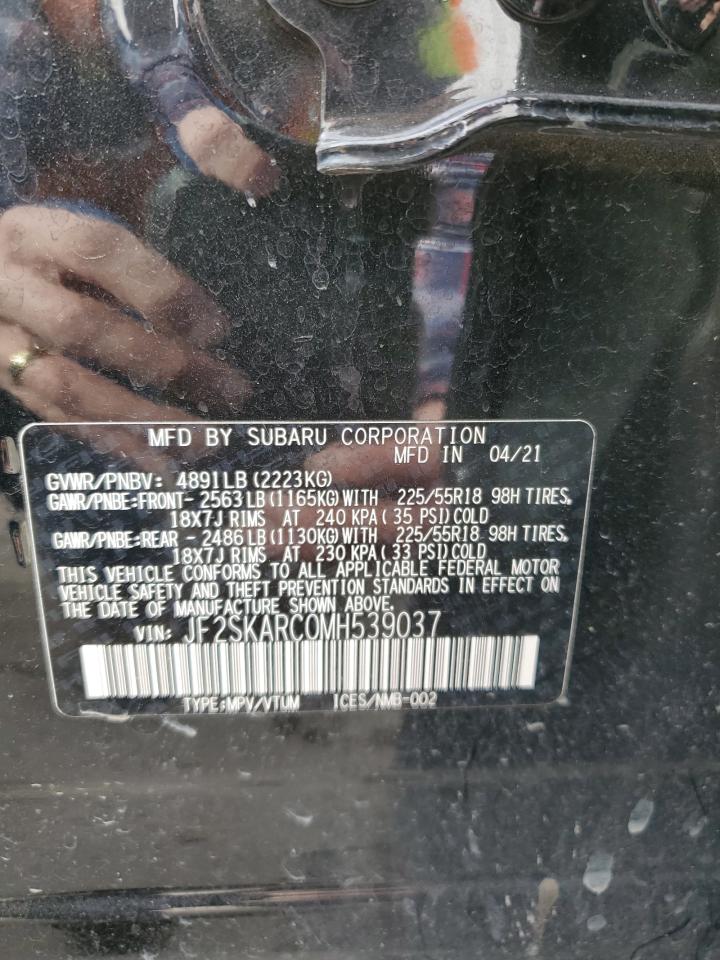 MFD BY SUBARU CORPORATION
MFD IN 04/21
GVWR/PNBV: 4891LB (2223KG)
GAWR/PNBE:FRONT- 2563LB (1165KG) WITH 225/55R18 98H TIRES,
18X7J RIMS AT 240 KPA ( 35 PSI) COLD
GAWR/PNBE:REAR - 2486LB (1130KG) WITH 225/55R18 98H TIRES,
18X7J RIMS AT 230 KPA ( 33 PSI) COLD
THIS VEHICLE CONFORMS TO ALL APPLICABLE FEDERAL MOTOR
VEHICLE SAFETY AND THEFT PREVENTION STANDARDS IN EFFECT ON
THE DATE OF MANUFACTURE SHOWN ABOVE.
VIN: JF2SKARC0MH539037
TYPE:MPV/VTUM ICES/NMB-002